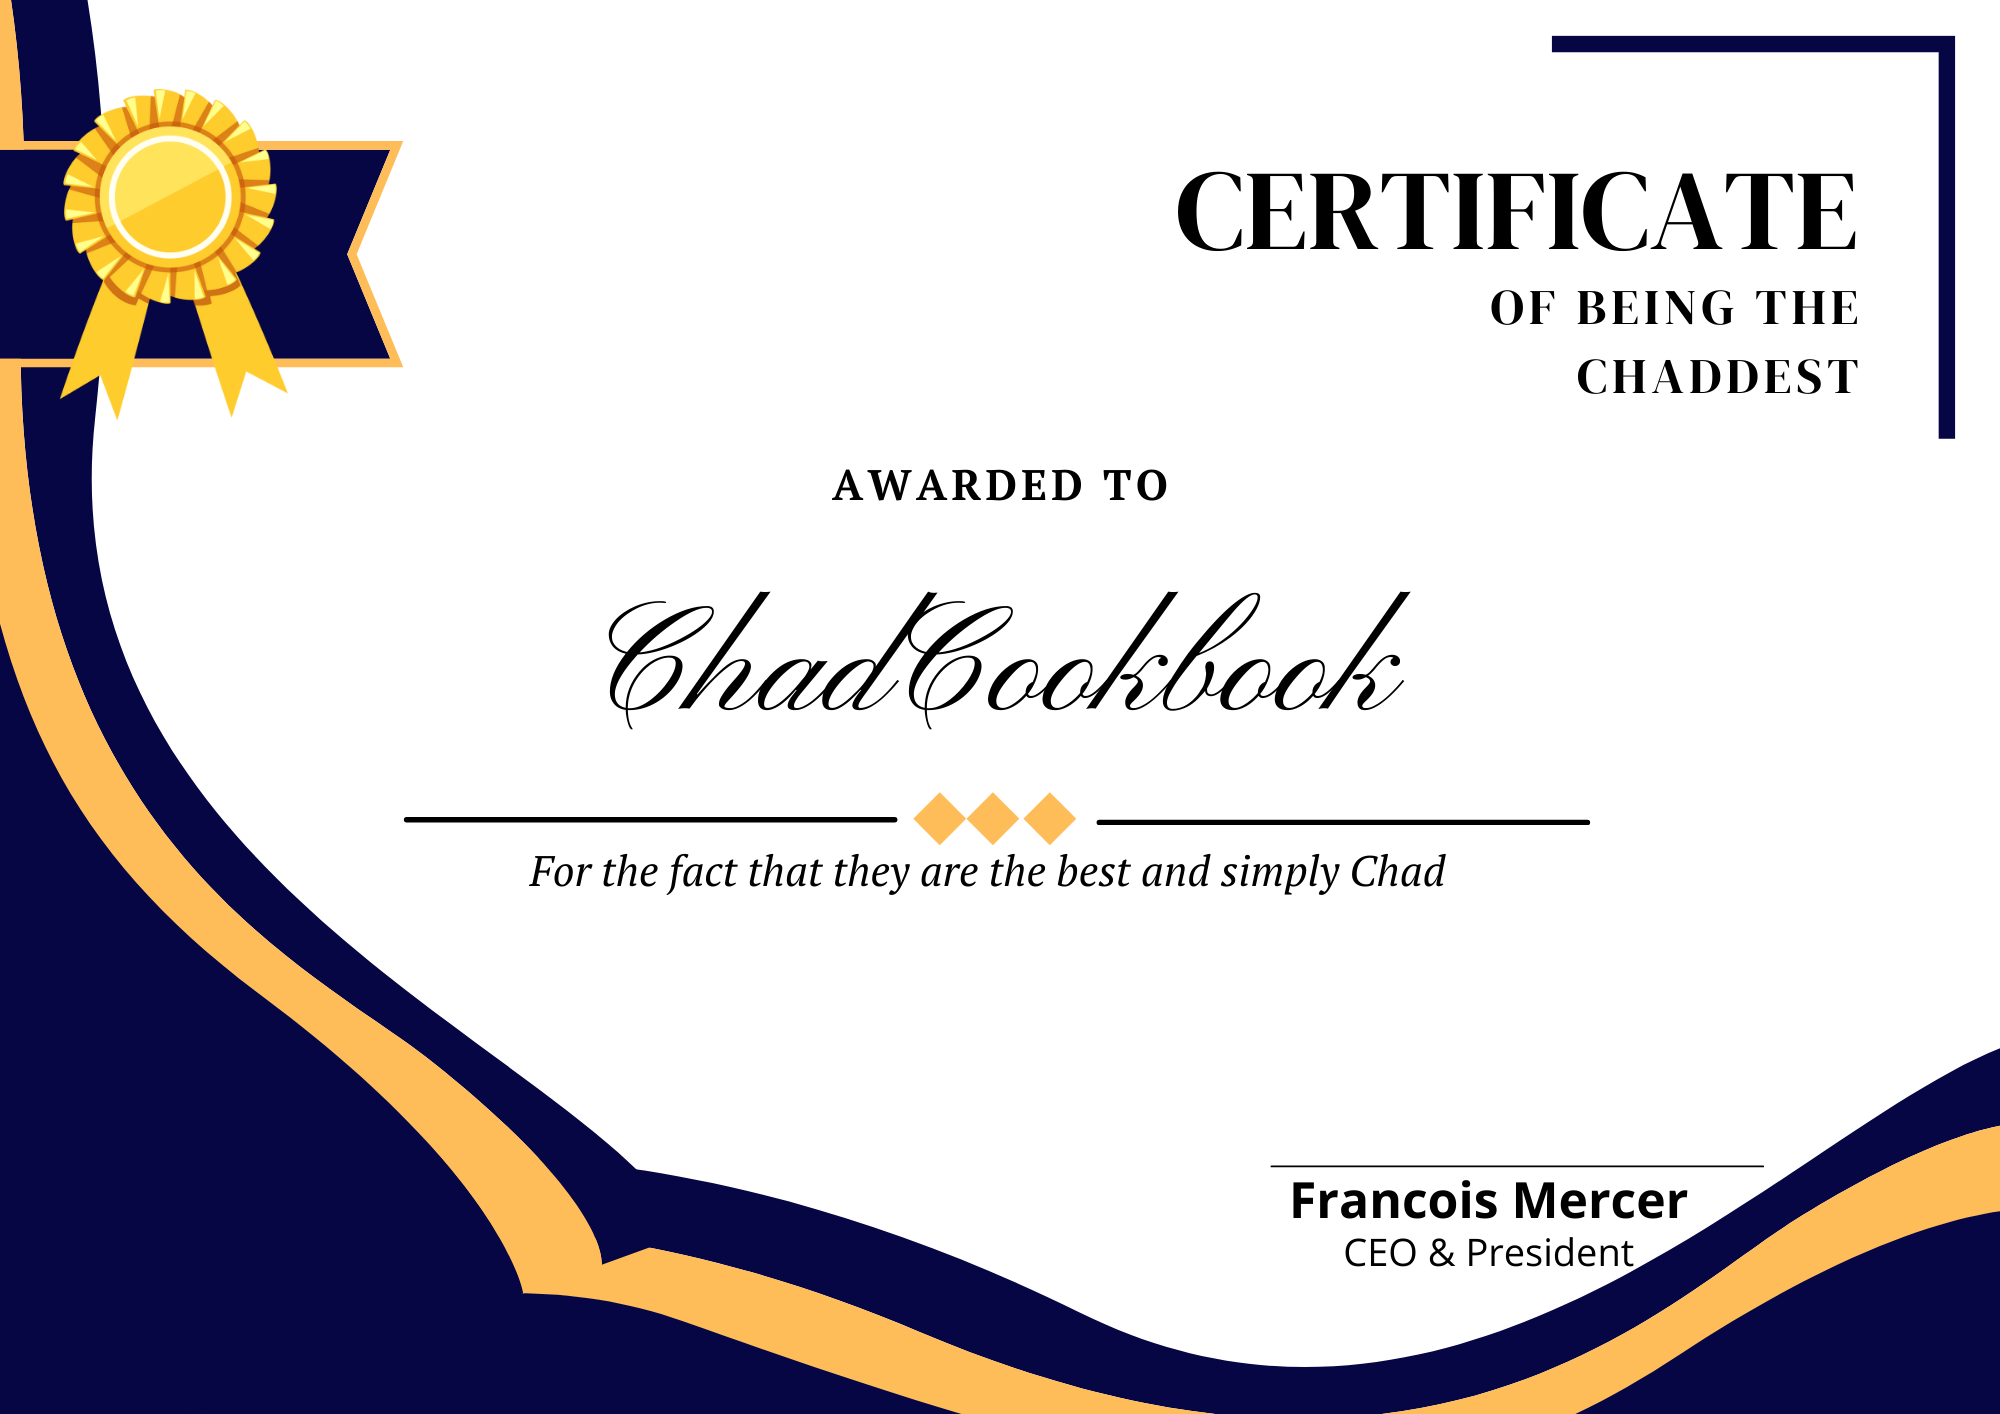 CERTIFICATE
OF BEING THE
CHADDEST
AWARDED TO
ChadCookbook
For the fact that they are the best and simply Chad
Francois Mercer
CEO & President